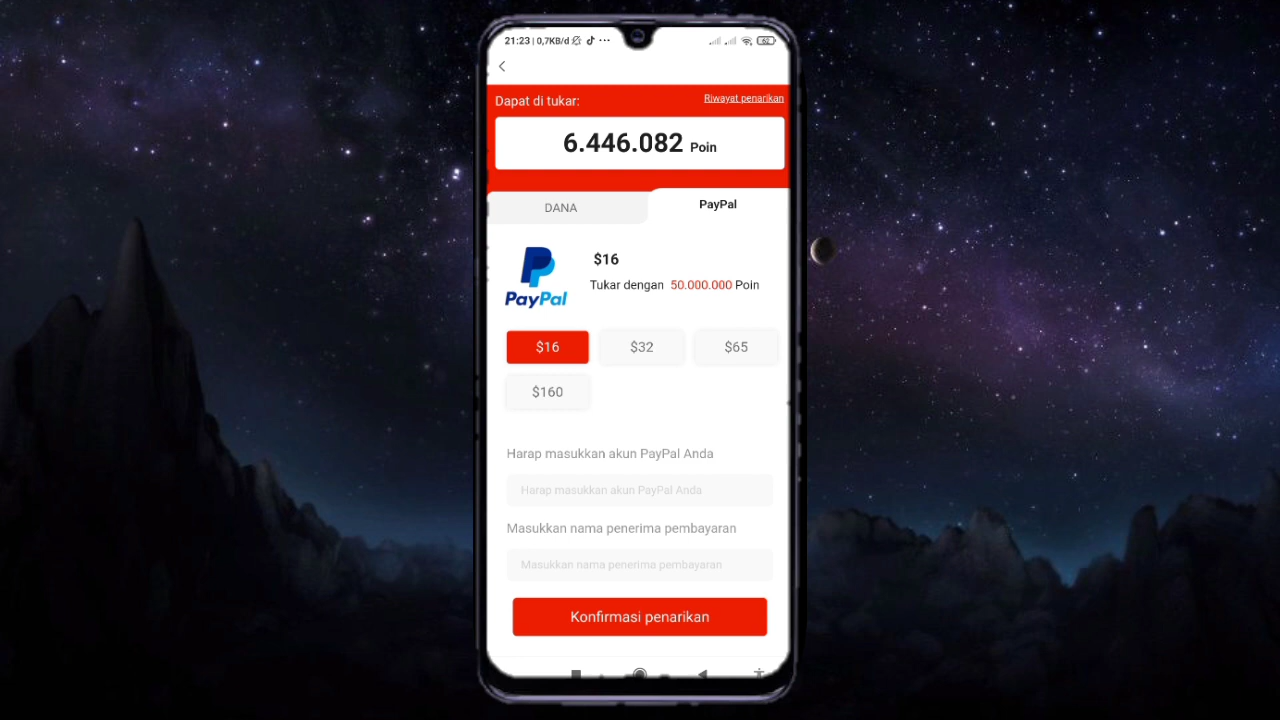 21:23 | 0,7KB/d ...
62
Dapat di tukar:
Riwayat penarikan
6.446.082 Poin
DANA
PayPal
$16
Tukar dengan 50.000.000 Poin
PayPal
$16
$32
$65
$160
Harap masukkan akun PayPal Anda
Harap masukkan akun PayPal Anda
Masukkan nama penerima pembayaran
Masukkan nama penerima pembayaran
Konfirmasi penarikan